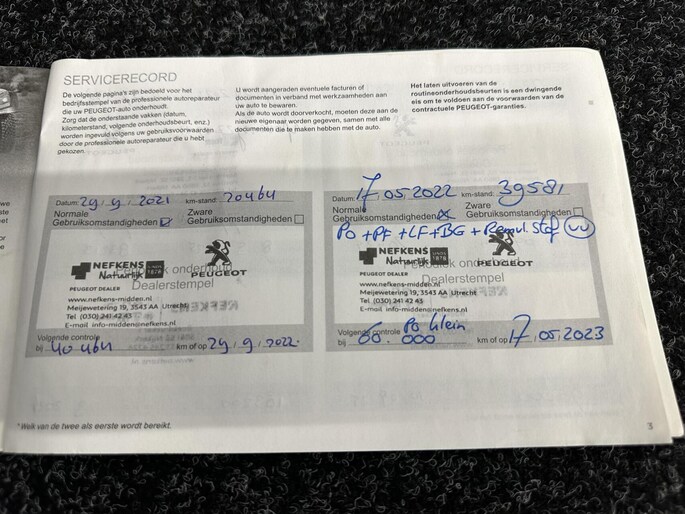 SERVICERECORD
De volgende pagina's zijn bedoeld voor het
bedrijfsstempel van de professionele autoreparateur
die uw PEUGEOT-auto onderhoudt.
Zorg dat de onderstaande vakken (datum,
kilometerstand, volgende onderhoudsbeurt, enz.)
worden ingevuld volgens uw gebruiksvoorwaarden
door de professionele autoreparateur die u hebt
gekozen.
U wordt aangeraden eventuele facturen of
documenten in verband met werkzaamheden aan
uw auto te bewaren.
Als de auto wordt doorverkocht, moeten deze aan de
nieuwe eigenaar worden gegeven, samen met alle
documenten die te maken hebben met de auto.
Het laten uitvoeren van de
routineonderhoudsbeurten is een dwingende
eis om te voldoen aan de voorwaarden van de
contractuele PEUGEOT-garanties.
Datum: 29, 9, 2021 km-stand: 20464
Normale
Gebruiksomstandigheden
Zware
Gebruiksomstandigheden
NEFKENS
Natuurlijk
PEUGEOT
PEUGEOT DEALER
Dealerstempel
www.nefkens-midden.nl
Meijewetering 19, 3543 AA Utrecht
Tel (030) 241 42 43
E-mail info-midden@nefkens.nl
Volgende controle
bij 40464 km of op 29, 9, 2022.
Datum: 17, 05, 2022 km-stand: 39581
Normale
Gebruiksomstandigheden
Zware
Gebruiksomstandigheden
PO + PF + LF + BG +
NEFKENS
Natuurlijk
PEUGEOT
Periodiek
PEUGEOT DEALER
Dealerstempel
www.nefkens-midden.nl
Meijewetering 19, 3543 AA Utrecht
Tel (030) 241 42 43
E-mail info-midden@nefkens.nl
Volgende controle PO klein
bij 60.000 km of op 17, 05, 2023
*Welk van de twee als eerste wordt bereikt.
3